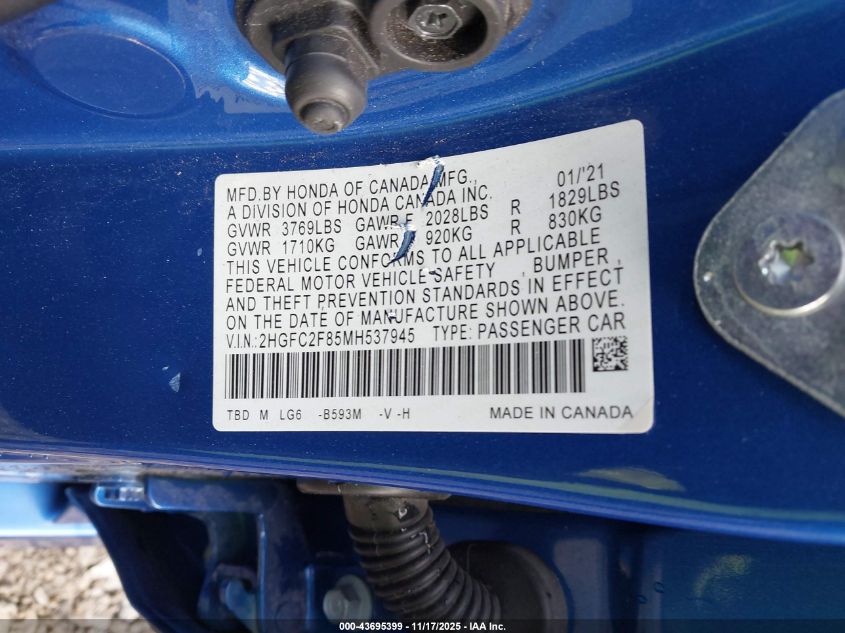 MFD.BY HONDA OF CANADA MFG., 01/'21
A DIVISION OF HONDA CANADA INC.
GVWR 3769LBS GAWR F 2028LBS R 1829LBS
GVWR 1710KG GAWR 920KG R 830KG
THIS VEHICLE CONFORMS TO ALL APPLICABLE
FEDERAL MOTOR VEHICLE SAFETY , BUMPER ,
AND THEFT PREVENTION STANDARDS IN EFFECT
ON THE DATE OF MANUFACTURE SHOWN ABOVE.
V.I.N.:2HGFC2F85MH537945 TYPE: PASSENGER CAR
TBD M LG6 -B593M -V -H MADE IN CANADA
000-43695399 | 11/17/2025 - IAA Inc.